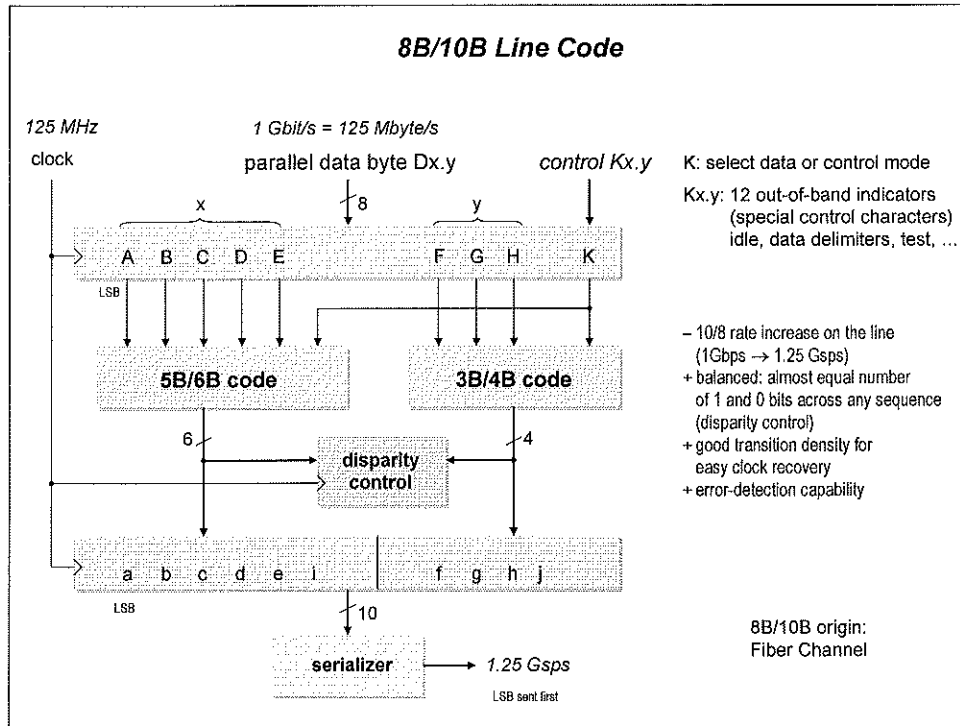 8B/10B Line Code
125 MHz
clock
1 Gbit/s = 125 Mbyte/s
parallel data byte Dx.y
control Kx.y
8
x
y
A B C D E F G H K
LSB
K: select data or control mode
Kx.y: 12 out-of-band indicators
(special control characters)
idle, data delimiters, test, ...
5B/6B code
3B/4B code
– 10/8 rate increase on the line
(1Gbps → 1.25 Gsps)
+ balanced: almost equal number
of 1 and 0 bits across any sequence
(disparity control)
+ good transition density for
easy clock recovery
+ error-detection capability
6
4
disparity
control
a b c d e i f g h j
LSB
10
serializer
1.25 Gsps
LSB sent first
8B/10B origin:
Fiber Channel